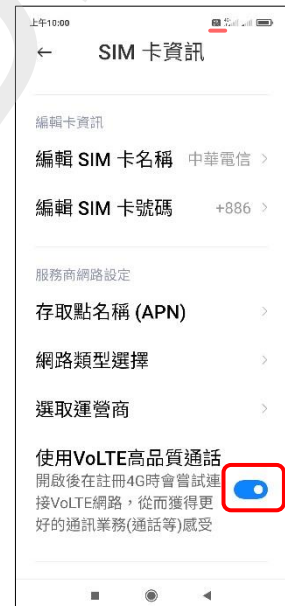 上午10:00
← SIM 卡資訊
編輯卡資訊
編輯 SIM 卡名稱 中華電信 >
編輯 SIM 卡號碼 +886 >
服務商網路設定
存取點名稱 (APN) >
網路類型選擇 >
選取運營商 >
使用VoLTE高品質通話
開啟後在註冊4G時會嘗試連
接VoLTE網路，從而獲得更
好的通訊業務(通話等)感受